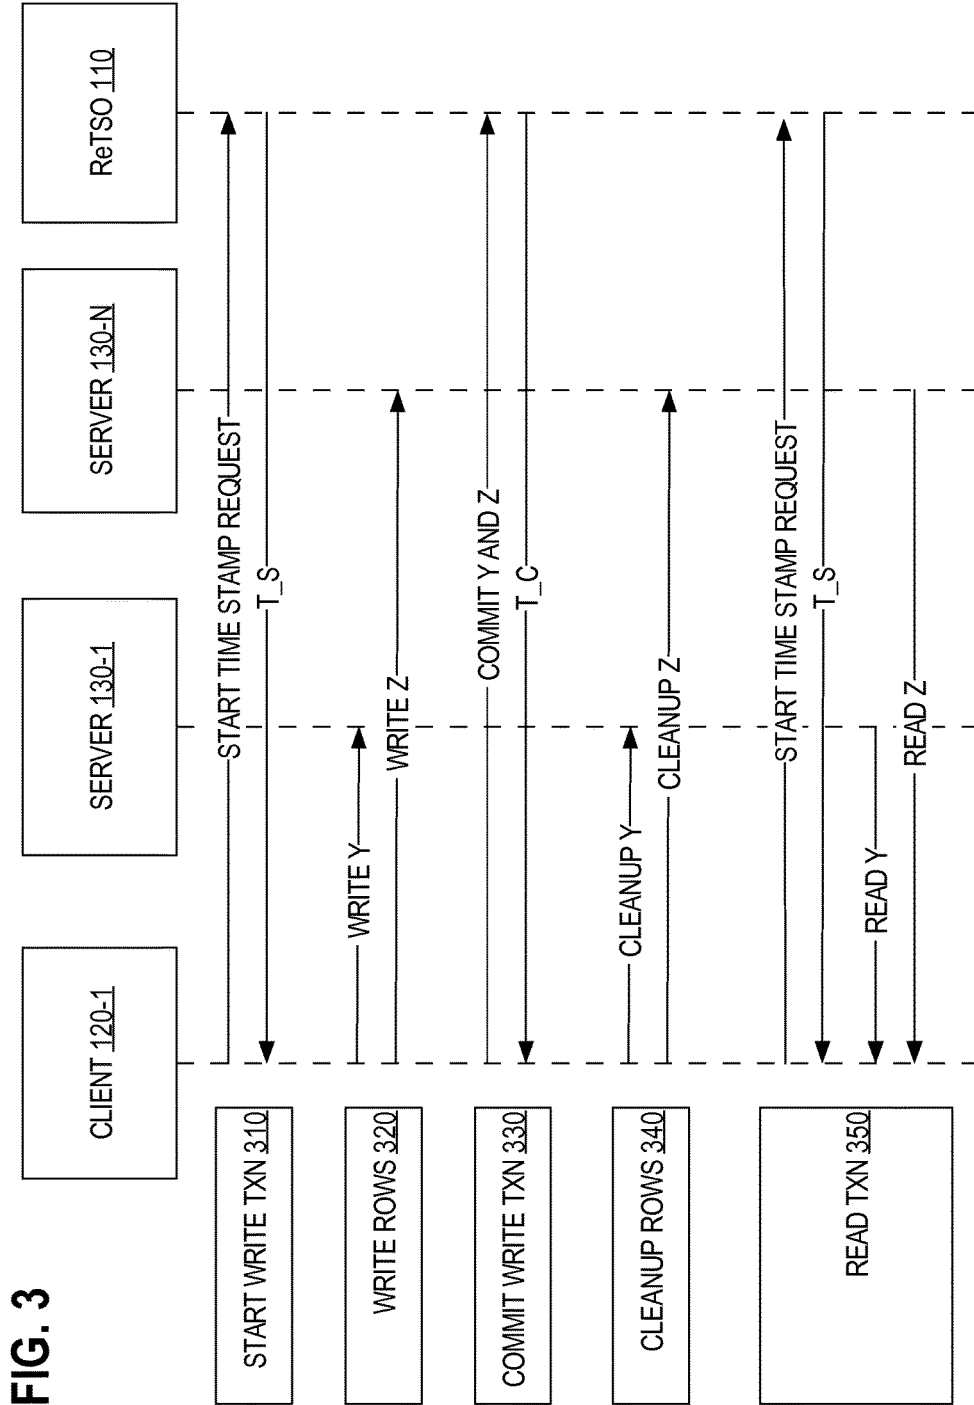 FIG. 3
CLIENT 120-1
SERVER 130-1
SERVER 130-N
ReTSO 110
START WRITE TXN 310
START TIME STAMP REQUEST
T_S
WRITE ROWS 320
WRITE Y
WRITE Z
COMMIT WRITE TXN 330
COMMIT Y AND Z
T_C
CLEANUP ROWS 340
CLEANUP Y
CLEANUP Z
READ TXN 350
START TIME STAMP REQUEST
T_S
READ Y
READ Z